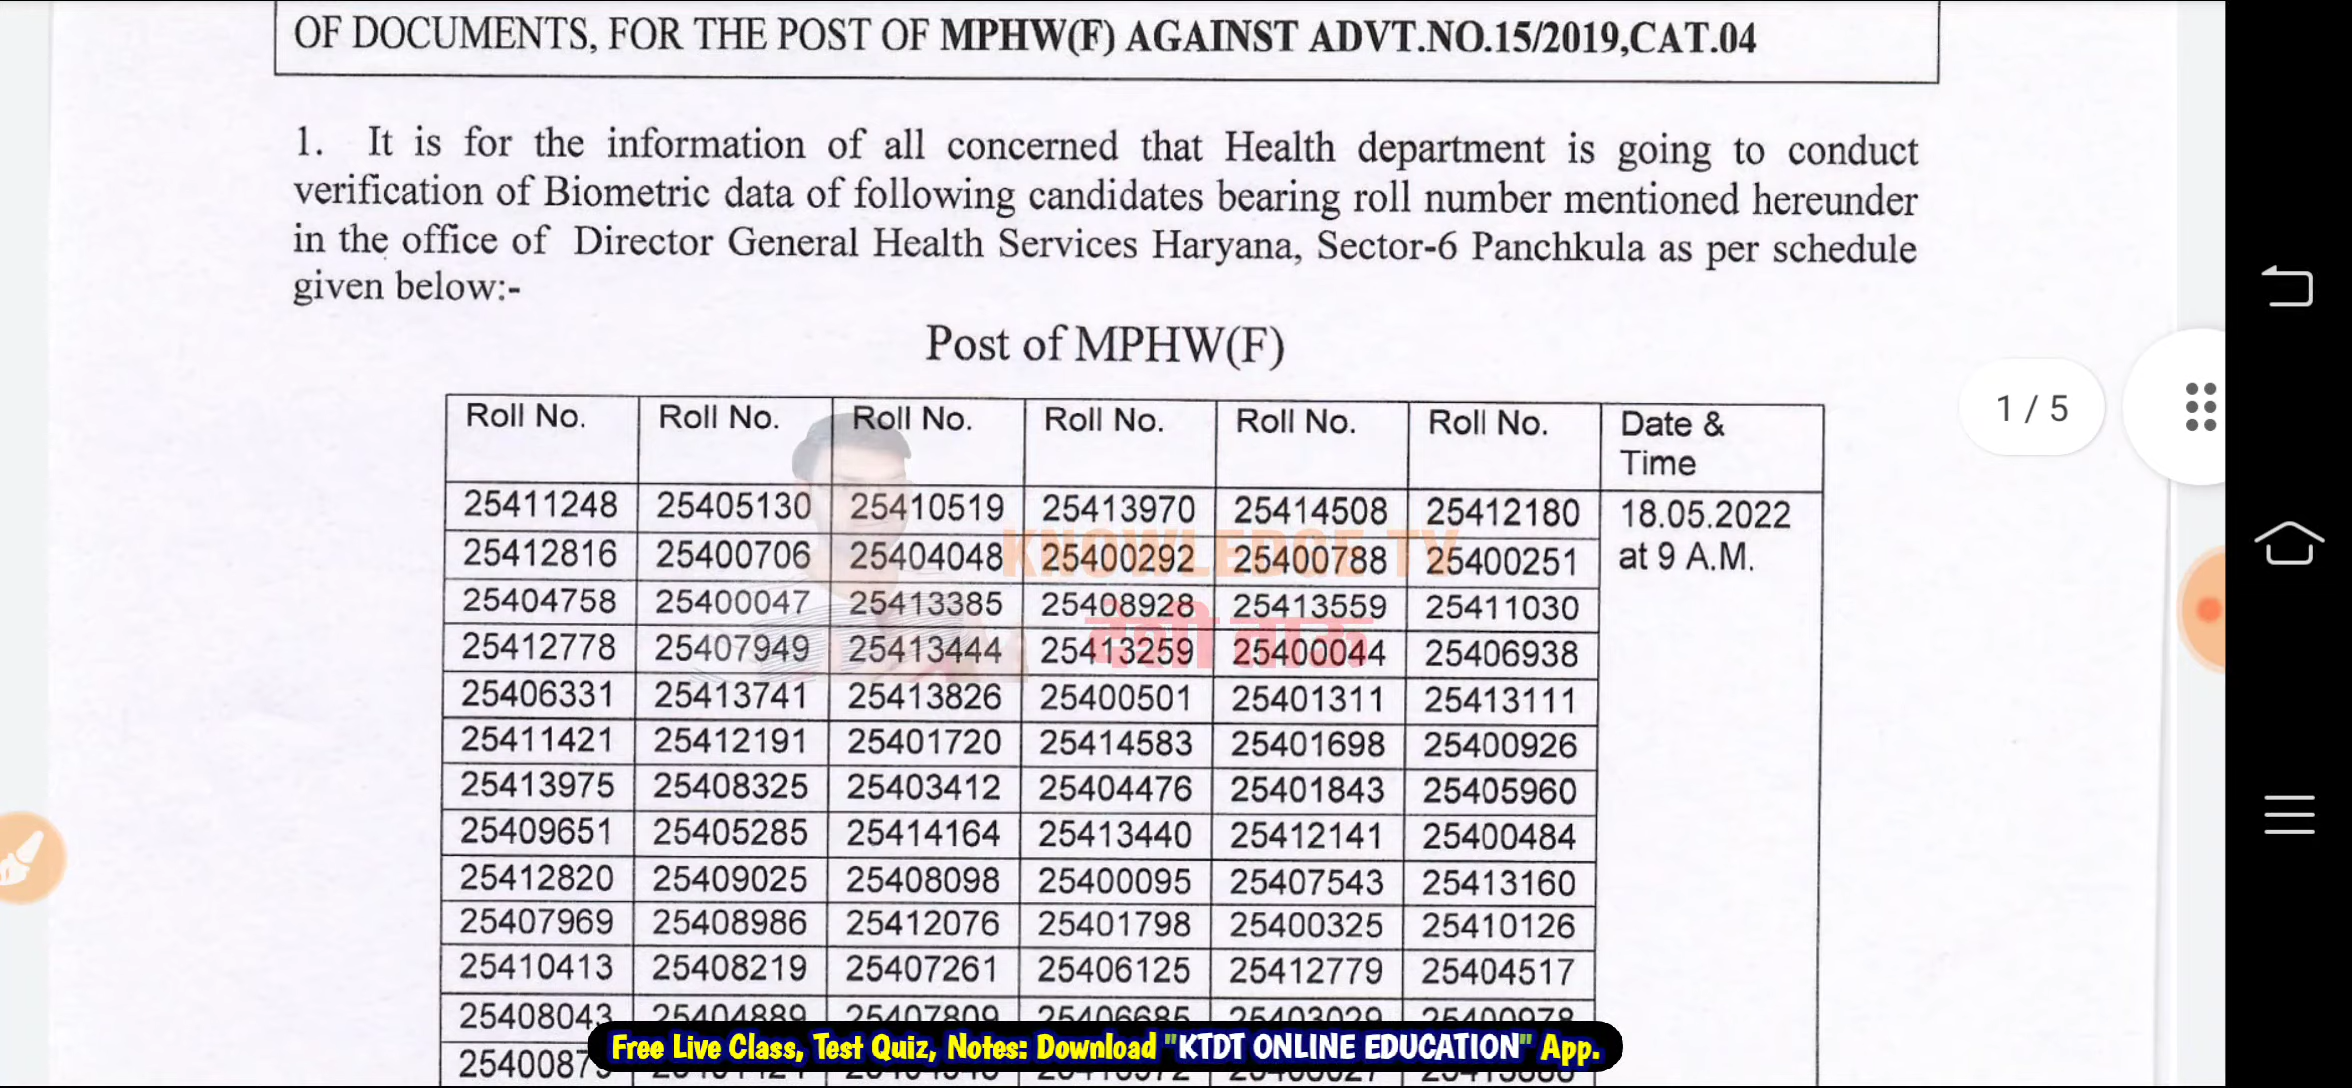 OF DOCUMENTS, FOR THE POST OF MPHW(F) AGAINST ADVT.NO.15/2019,CAT.04
1. It is for the information of all concerned that Health department is going to conduct
verification of Biometric data of following candidates bearing roll number mentioned hereunder
in the office of Director General Health Services Haryana, Sector-6 Panchkula as per schedule
given below:-
Post of MPHW(F)
1 / 5
Roll No. Roll No. Roll No. Roll No. Roll No. Roll No. Date &
Time
25411248 25405130 25410519 25413970 25414508 25412180 18.05.2022
25412816 25400706 25404048 25400292 25400788 25400251 at 9 A.M.
KNOWLEDGE TV
25404758 25400047 25413385 25408928 25413559 25411030
देशी ताऊ
25412778 25407949 25413444 25413259 25400044 25406938
25406331 25413741 25413826 25400501 25401311 25413111
25411421 25412191 25401720 25414583 25401698 25400926
25413975 25408325 25403412 25404476 25401843 25405960
25409651 25405285 25414164 25413440 25412141 25400484
25412820 25409025 25408098 25400095 25407543 25413160
25407969 25408986 25412076 25401798 25400325 25410126
25410413 25408219 25407261 25406125 25412779 25404517
25408043 25404889 25407809 25406685 25403029 25400978
Free Live Class, Test Quiz, Notes: Download "KTDT ONLINE EDUCATION" App.